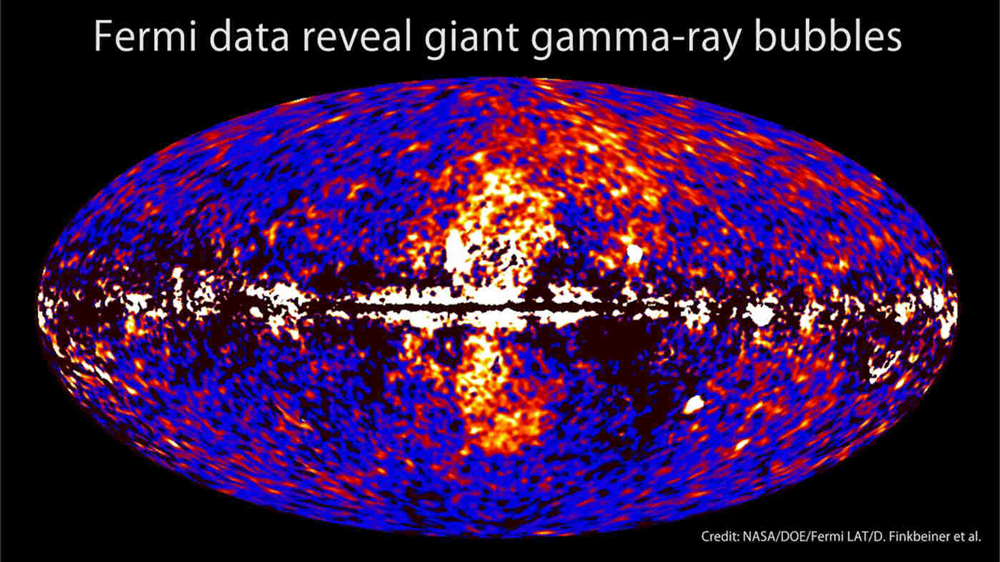 Fermi data reveal giant gamma-ray bubbles
Credit: NASA/DOE/Fermi LAT/D. Finkbeiner et al.